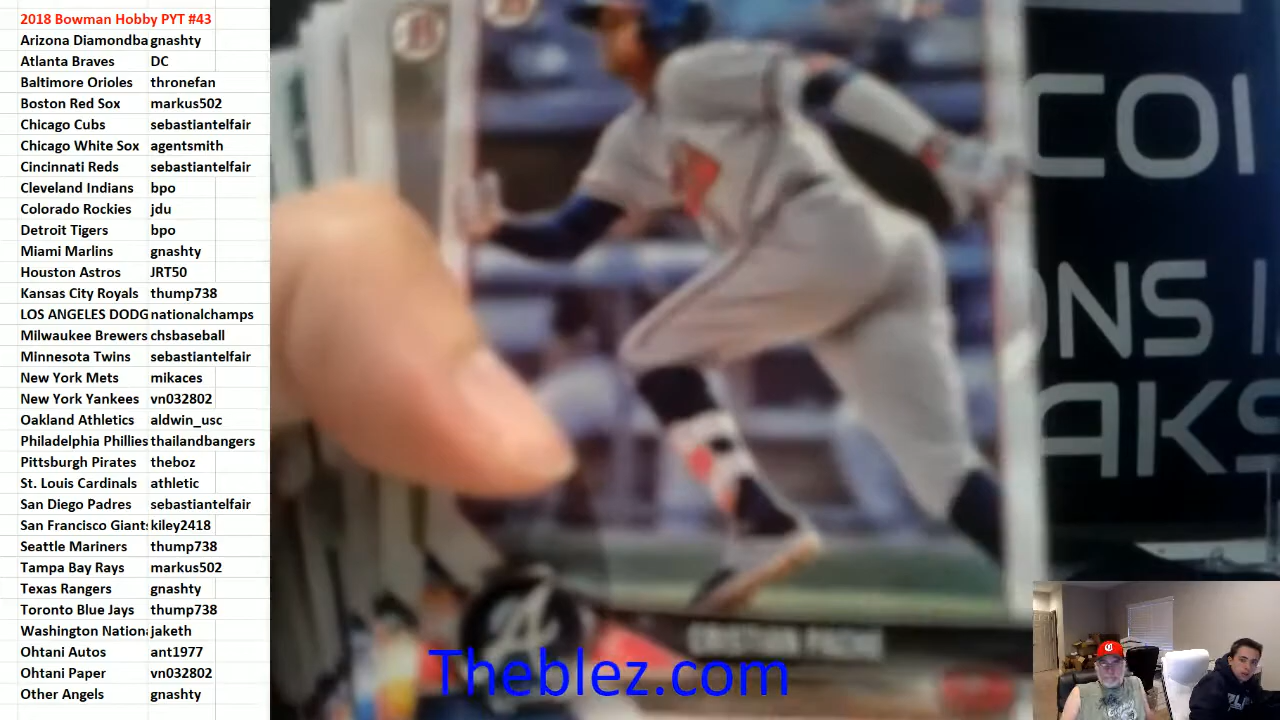 2018 Bowman Hobby PYT #43
Arizona Diamondba gnashty
Atlanta Braves DC
Baltimore Orioles thronefan
Boston Red Sox markus502
Chicago Cubs sebastiantelfair
Chicago White Sox agentsmith
Cincinnati Reds sebastiantelfair
Cleveland Indians bpo
Colorado Rockies jdu
Detroit Tigers bpo
Miami Marlins gnashty
Houston Astros JRT50
Kansas City Royals thump738
LOS ANGELES DODG nationalchamps
Milwaukee Brewers chsbaseball
Minnesota Twins sebastiantelfair
New York Mets mikaces
New York Yankees vn032802
Oakland Athletics aldwin_usc
Philadelphia Phillies thailandbangers
Pittsburgh Pirates theboz
St. Louis Cardinals athletic
San Diego Padres sebastiantelfair
San Francisco Giants kiley2418
Seattle Mariners thump738
Tampa Bay Rays markus502
Texas Rangers gnashty
Toronto Blue Jays thump738
Washington Nation jaketh
Ohtani Autos ant1977
Ohtani Paper vn032802
Other Angels gnashty
COI
ONS I
AKS
A
CRISTIAN PACHE
Theblez.com